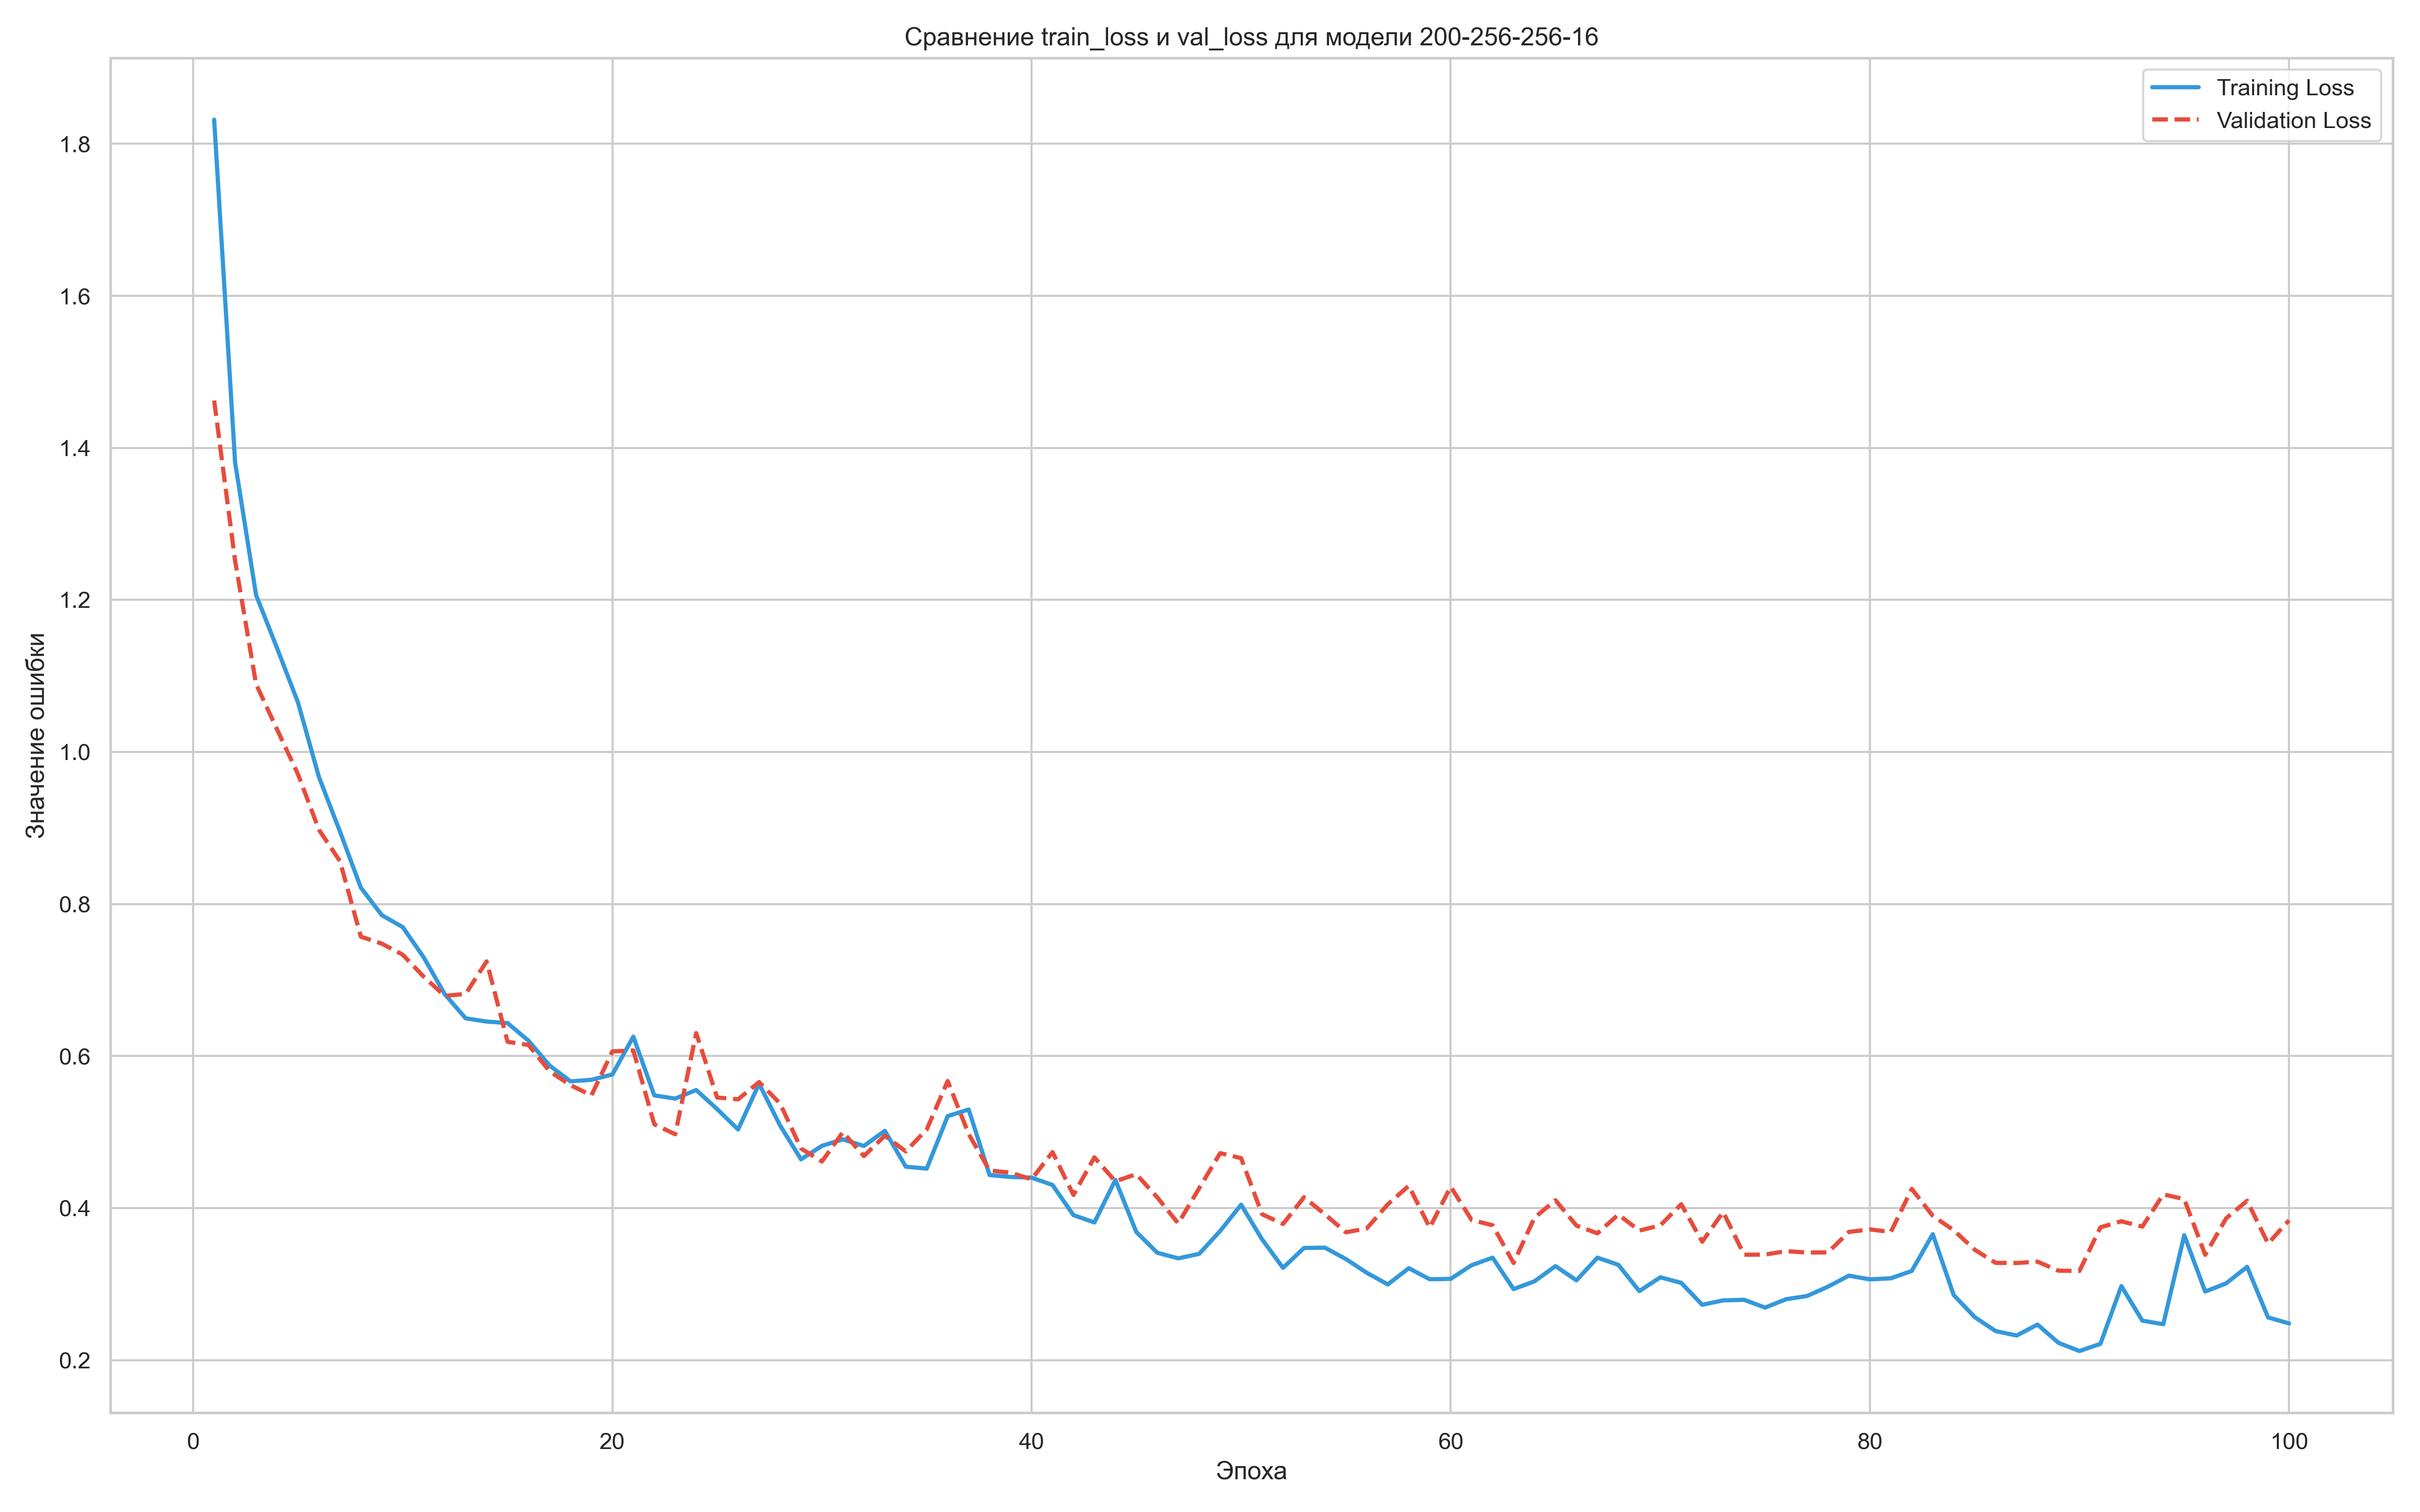 Сравнение train_loss и val_loss для модели 200-256-256-16
Training Loss
Validation Loss
Значение ошибки
1.8
1.6
1.4
1.2
1.0
0.8
0.6
0.4
0.2
0 20 40 60 80 100
Эпоха